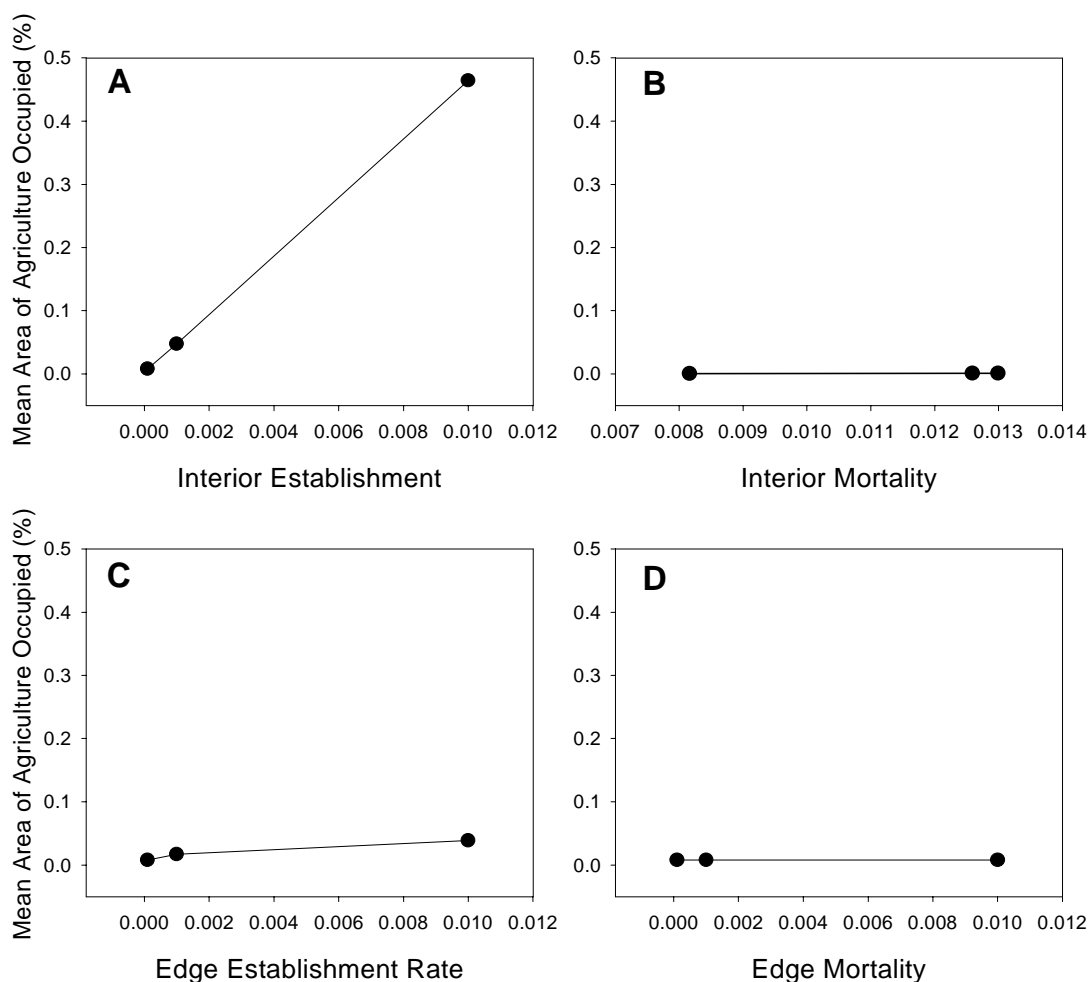 Mean Area of Agriculture Occupied (%)
A
0.5
0.4
0.3
0.2
0.1
0.0
0.000 0.002 0.004 0.006 0.008 0.010 0.012
Interior Establishment
B
0.5
0.4
0.3
0.2
0.1
0.0
0.007 0.008 0.009 0.010 0.011 0.012 0.013 0.014
Interior Mortality
Mean Area of Agriculture Occupied (%)
C
0.5
0.4
0.3
0.2
0.1
0.0
0.000 0.002 0.004 0.006 0.008 0.010 0.012
Edge Establishment Rate
D
0.5
0.4
0.3
0.2
0.1
0.0
0.000 0.002 0.004 0.006 0.008 0.010 0.012
Edge Mortality